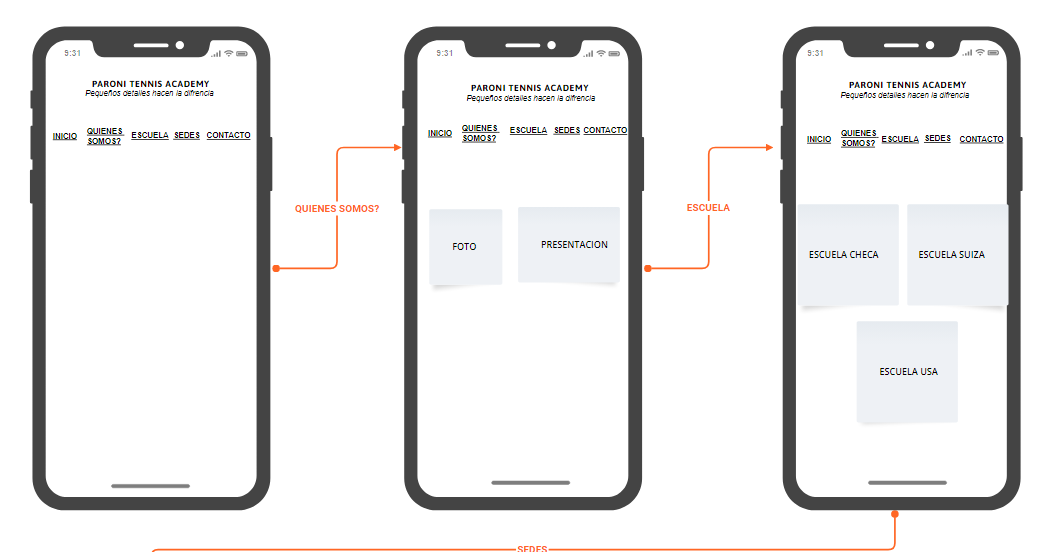 9:31
PARONI TENNIS ACADEMY
Pequeños detalles hacen la difrencia
INICIO
QUIENES
SOMOS?
ESCUELA
SEDES
CONTACTO
QUIENES SOMOS?
9:31
PARONI TENNIS ACADEMY
Pequeños detalles hacen la difrencia
INICIO
QUIENES
SOMOS?
ESCUELA
SEDES
CONTACTO
FOTO
PRESENTACION
ESCUELA
9:31
PARONI TENNIS ACADEMY
Pequeños detalles hacen la difrencia
INICIO
QUIENES
SOMOS?
ESCUELA
SEDES
CONTACTO
ESCUELA CHECA
ESCUELA SUIZA
ESCUELA USA
SEDES